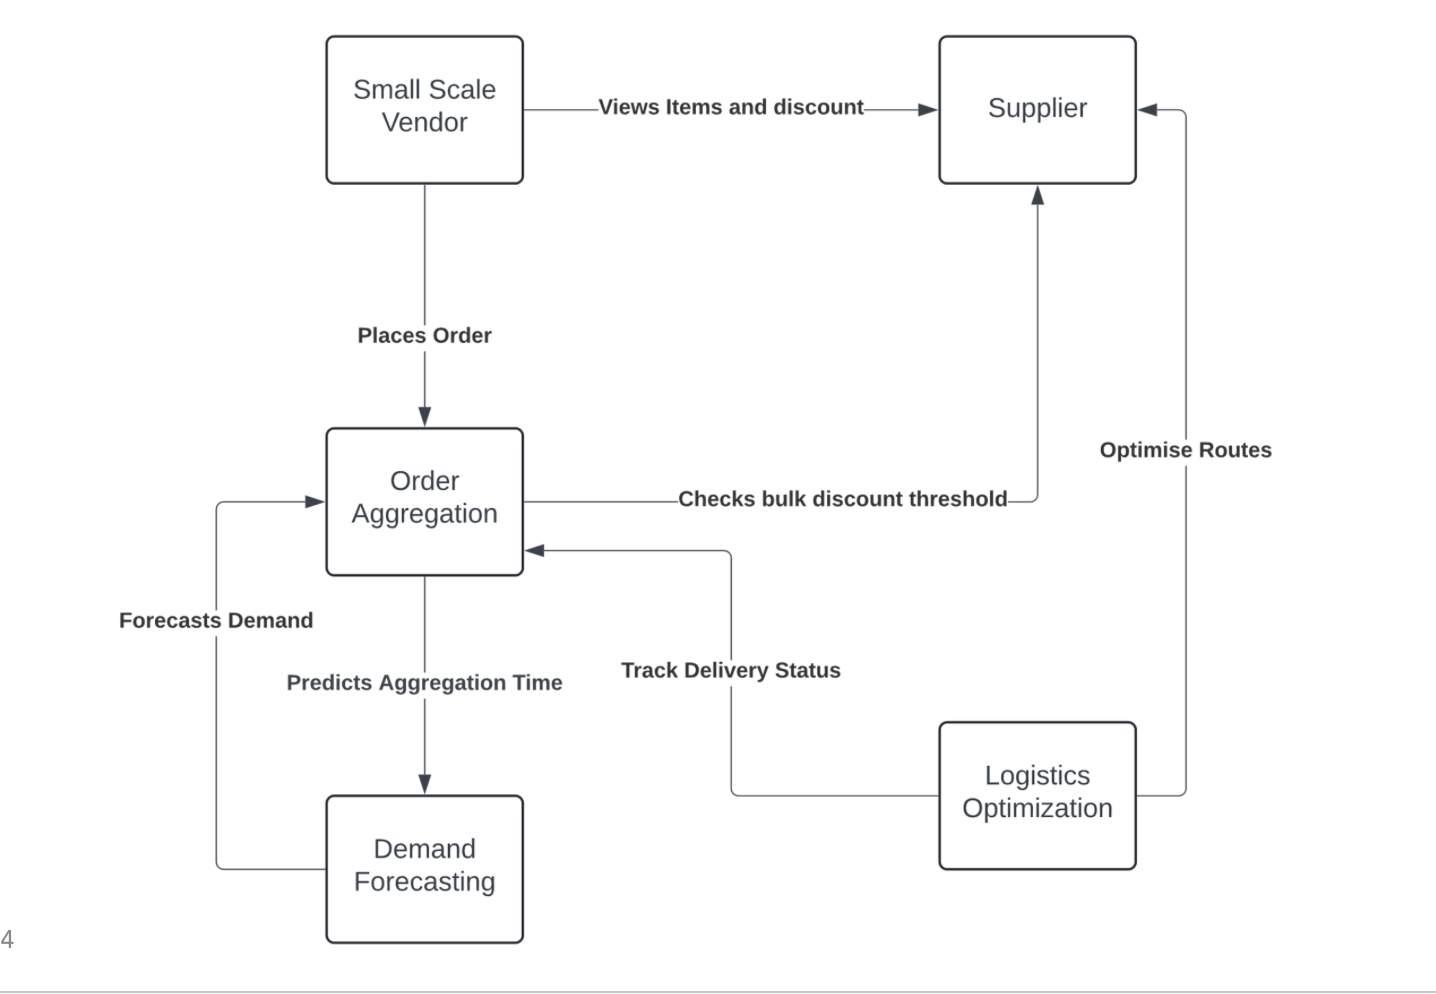 Small Scale
Vendor
Views Items and discount
Supplier
Places Order
Optimise Routes
Order
Aggregation
Checks bulk discount threshold
Forecasts Demand
Track Delivery Status
Predicts Aggregation Time
Logistics
Optimization
Demand
Forecasting
4